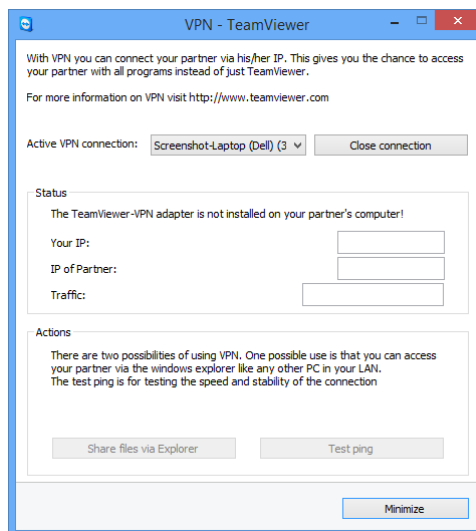 VPN - TeamViewer
With VPN you can connect your partner via his/her IP. This gives you the chance to access
your partner with all programs instead of just TeamViewer.
For more information on VPN visit http://www.teamviewer.com
Active VPN connection: Screenshot-Laptop (Dell) (3 Close connection
Status
The TeamViewer-VPN adapter is not installed on your partner's computer!
Your IP:
IP of Partner:
Traffic:
Actions
There are two possibilities of using VPN. One possible use is that you can access
your partner via the windows explorer like any other PC in your LAN.
The test ping is for testing the speed and stability of the connection
Share files via Explorer Test ping
Minimize